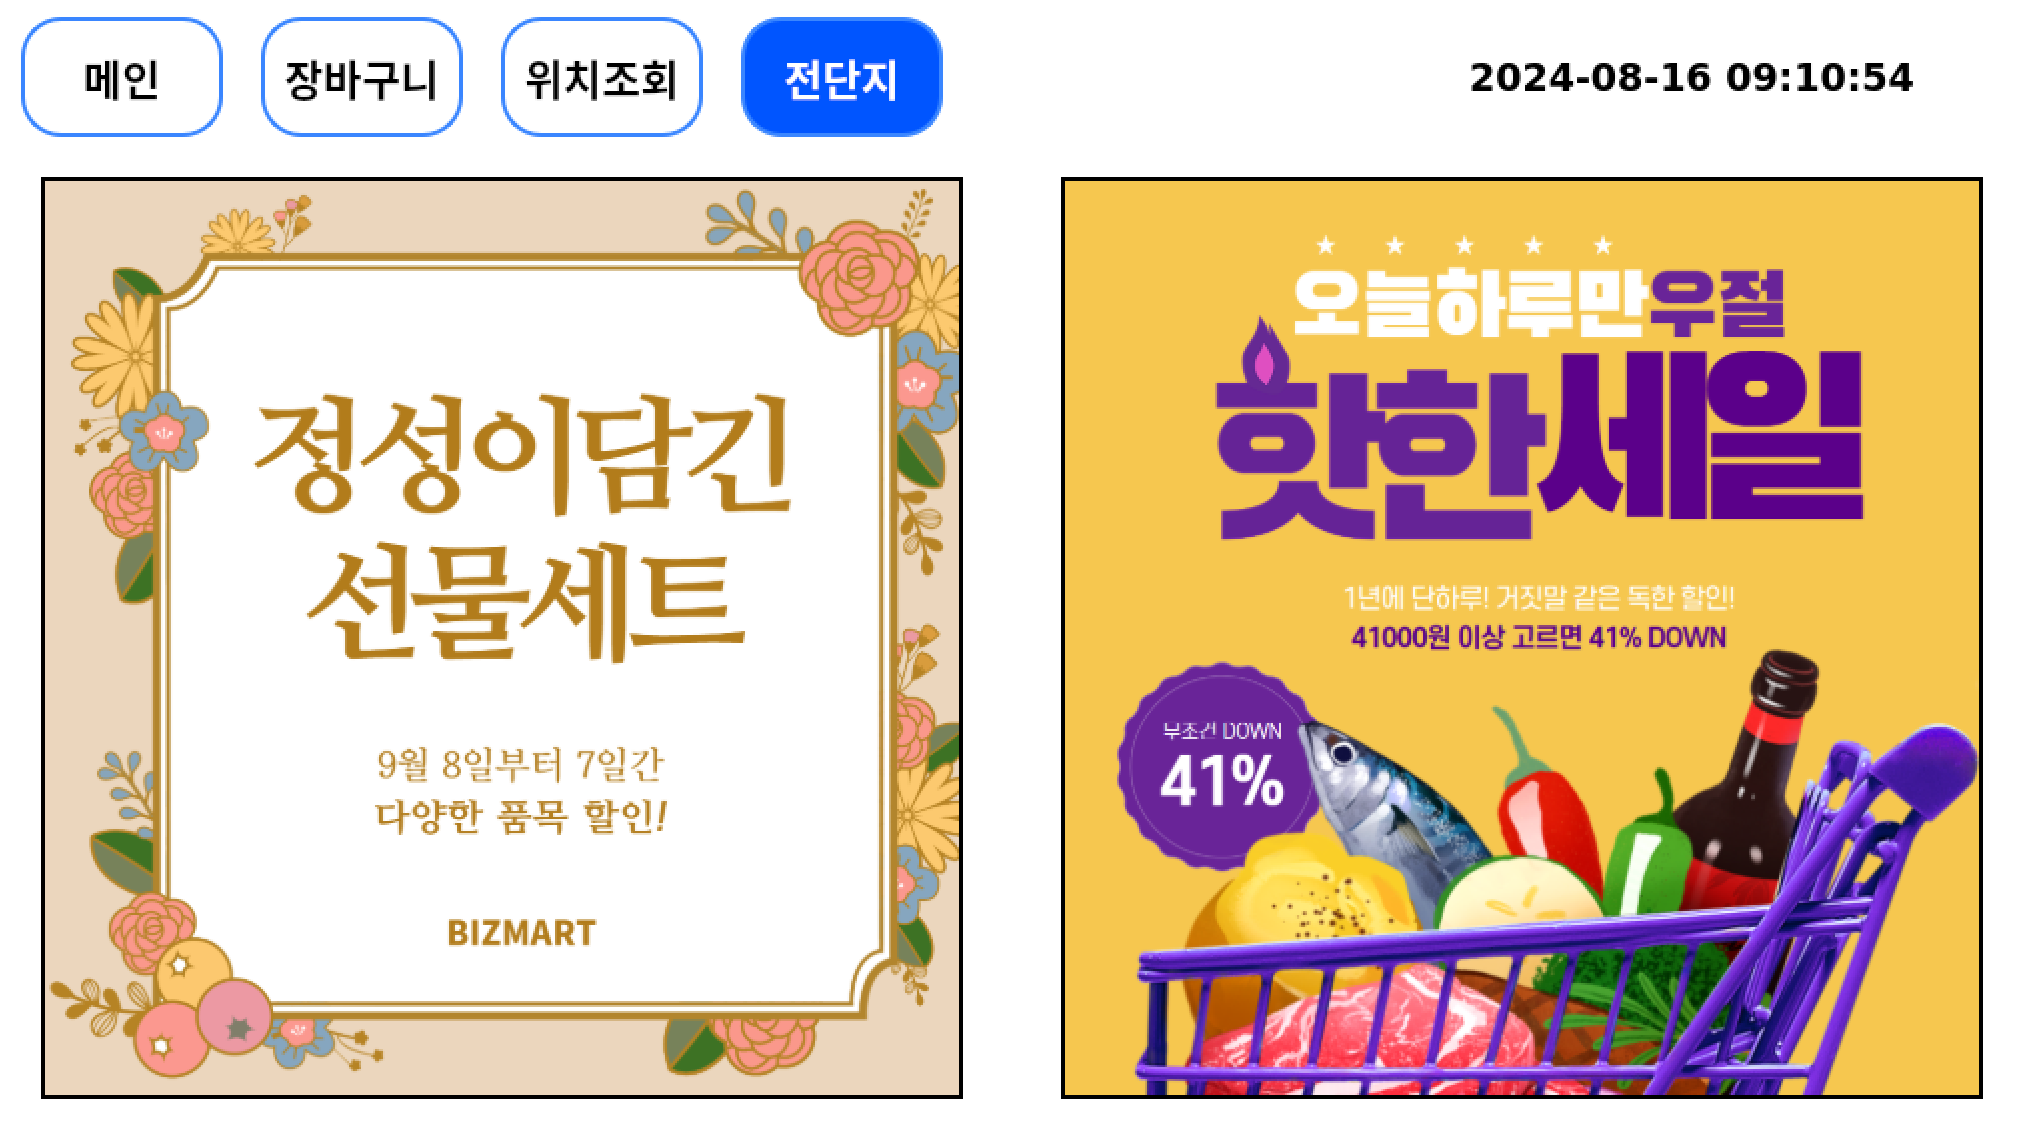 메인
장바구니
위치조회
전단지
2024-08-16 09:10:54
정성이담긴
선물세트
9월 8일부터 7일간
다양한 품목 할인!
BIZMART
오늘하루만우절
핫한세일
1년에 단하루! 거짓말 같은 독한 할인!
41000원 이상 고르면 41% DOWN
무조건 DOWN
41%